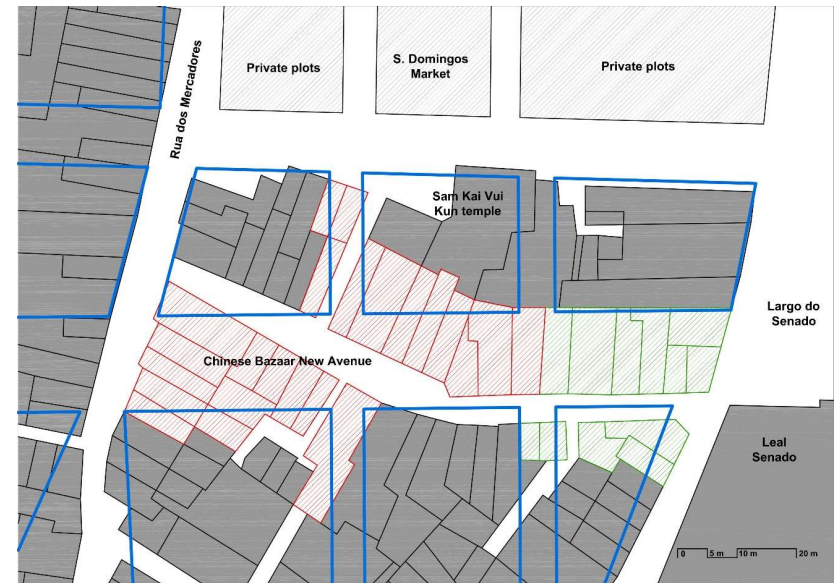 Private plots
S. Domingos
Market
Private plots
Rua dos Mercadores
Sam Kai Vui
Kun temple
Largo do
Senado
Chinese Bazaar New Avenue
Leal
Senado
0 5 m 10 m 20 m